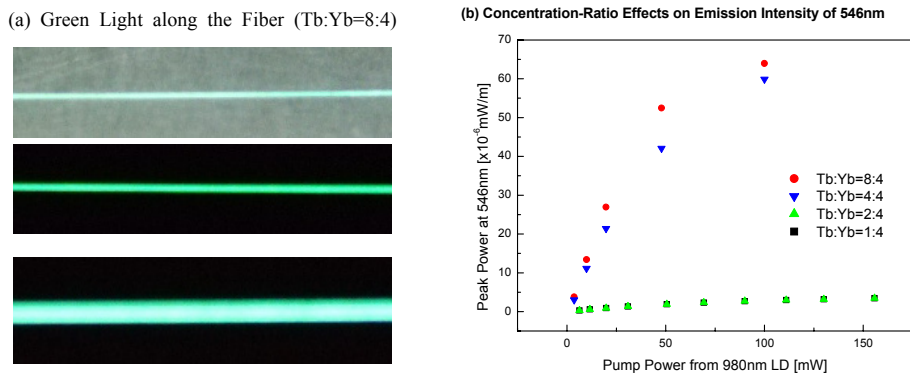 (a) Green Light along the Fiber (Tb:Yb=8:4)
(b) Concentration-Ratio Effects on Emission Intensity of 546nm
70
60
50
40
30
20
10
0
Peak Power at 546nm [x10⁻⁶mW/m]
Tb:Yb=8:4
Tb:Yb=4:4
Tb:Yb=2:4
Tb:Yb=1:4
0 50 100 150
Pump Power from 980nm LD [mW]